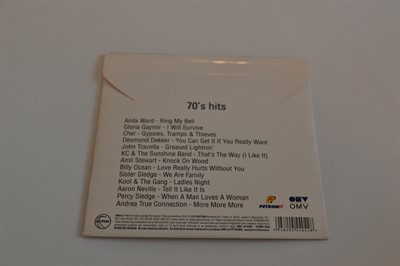 70's hits
Anita Ward - Ring My Bell
Gloria Gaynor - I Will Survive
Cher - Gypsies, Tramps & Thieves
Desmond Dekker - You Can Get It If You Really Want
John Travolta - Greased Lightnin'
KC & The Sunshine Band - That's The Way (I Like It)
Amii Stewart - Knock On Wood
Billy Ocean - Love Really Hurts Without You
Sister Sledge - We Are Family
Kool & The Gang - Ladies Night
Aaron Neville - Tell It Like It Is
Percy Sledge - When A Man Loves A Woman
Andrea True Connection - More More More
PETROM
OMV